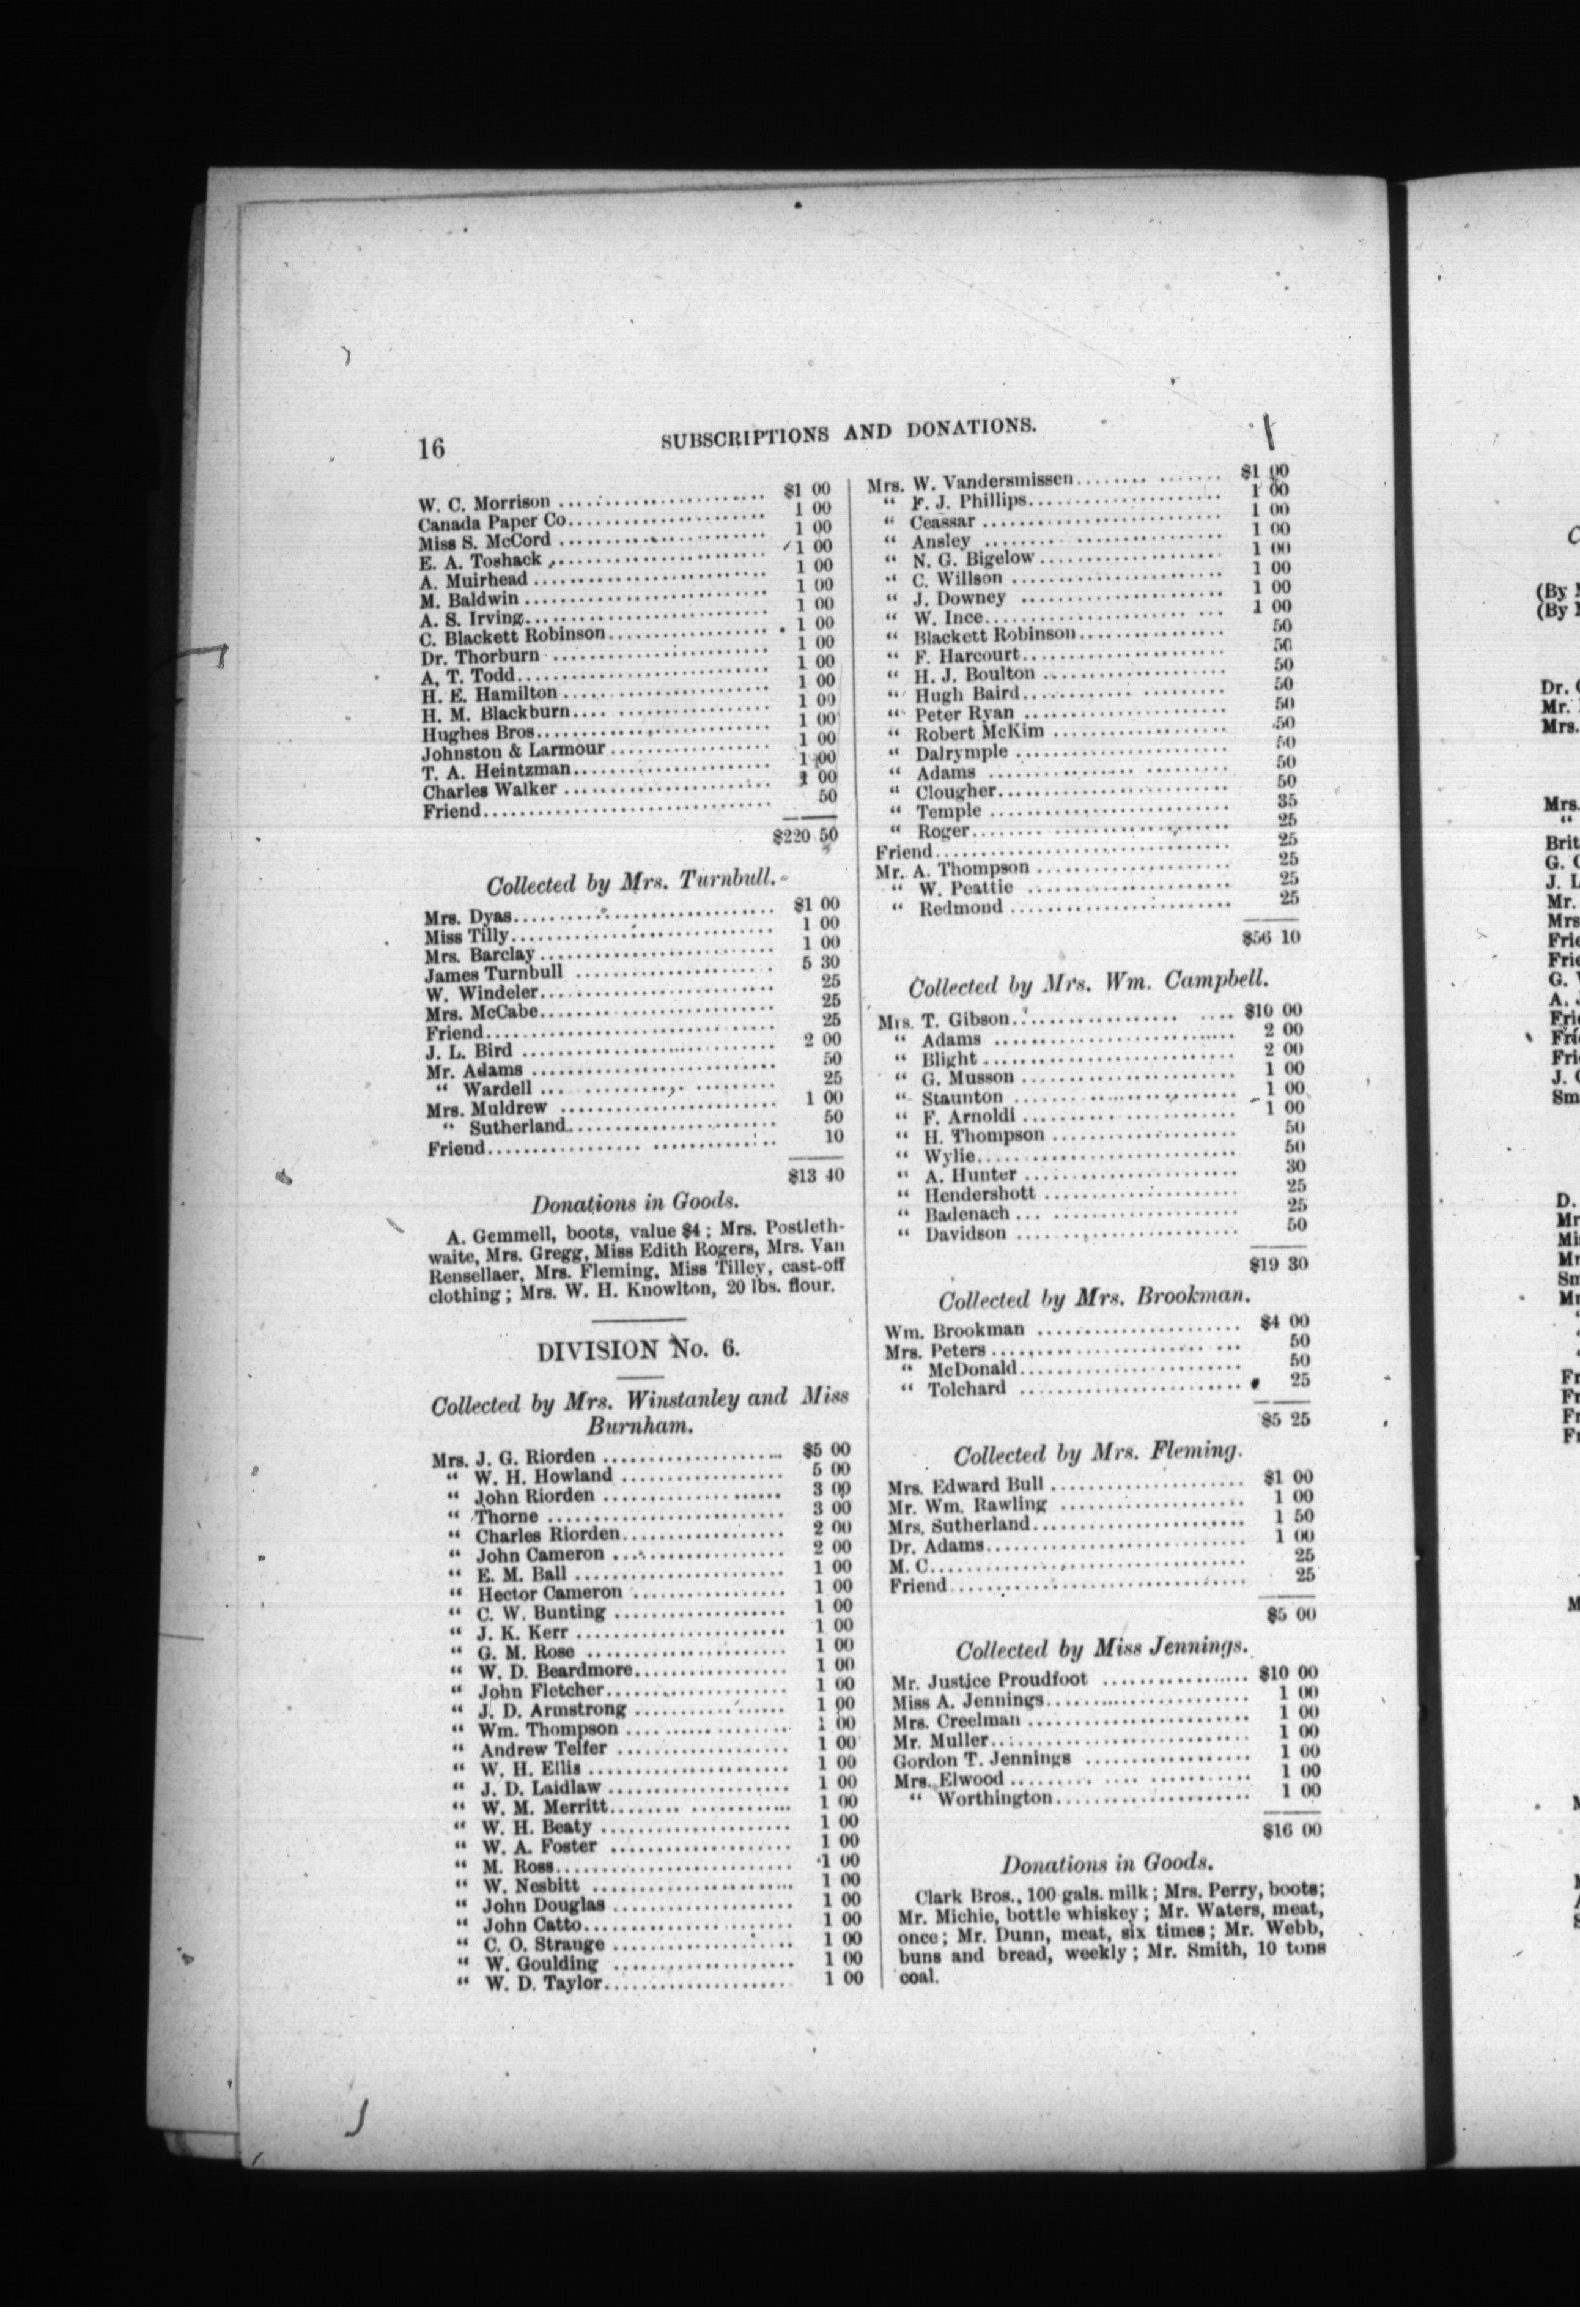 16
SUBSCRIPTIONS AND DONATIONS.
W. C. Morrison ........ $1 00
Canada Paper Co ........ 1 00
Miss S. McCord ........ 1 00
E. A. Toshack ........ 1 00
A. Muirhead ........ 1 00
M. Baldwin ........ 1 00
A. S. Irving ........ 1 00
C. Blackett Robinson ........ 1 00
Dr. Thorburn ........ 1 00
A. T. Todd ........ 1 00
H. E. Hamilton ........ 1 00
H. M. Blackburn ........ 1 00
Hughes Bros ........ 1 00
Johnston & Larmour ........ 1 00
T. A. Heintzman ........ 1 00
Charles Walker ........ 1 00
Friend ........ 50
$220 50
Collected by Mrs. Turnbull.
Mrs. Dyas ........ $1 00
Miss Tilly ........ 1 00
Mrs. Barclay ........ 1 00
James Turnbull ........ 5 30
W. Windeler ........ 25
Mrs. McCabe ........ 25
Friend ........ 25
J. L. Bird ........ 2 00
Mr. Adams ........ 50
“ Wardell ........ 25
Mrs. Muldrew ........ 1 00
“ Sutherland ........ 50
Friend ........ 10
$13 40
Donations in Goods.
A. Gemmell, boots, value $4; Mrs. Postleth-
waite, Mrs. Gregg, Miss Edith Rogers, Mrs. Van
Rensellaer, Mrs. Fleming, Miss Tilley, cast-off
clothing; Mrs. W. H. Knowlton, 20 lbs. flour.
DIVISION No. 6.
Collected by Mrs. Winstanley and Miss
Burnham.
Mrs. J. G. Riorden ........ $5 00
“ W. H. Howland ........ 5 00
“ John Riorden ........ 3 00
“ Thorne ........ 3 00
“ Charles Riorden ........ 2 00
“ John Cameron ........ 2 00
“ E. M. Ball ........ 1 00
“ Hector Cameron ........ 1 00
“ C. W. Bunting ........ 1 00
“ J. K. Kerr ........ 1 00
“ G. M. Rose ........ 1 00
“ W. D. Beardmore ........ 1 00
“ John Fletcher ........ 1 00
“ J. D. Armstrong ........ 1 00
“ Wm. Thompson ........ 1 00
“ Andrew Telfer ........ 1 00
“ W. H. Ellis ........ 1 00
“ J. D. Laidlaw ........ 1 00
“ W. M. Merritt ........ 1 00
“ W. H. Beaty ........ 1 00
“ W. A. Foster ........ 1 00
“ M. Ross ........ 1 00
“ W. Nesbitt ........ 1 00
“ John Douglas ........ 1 00
“ John Catto ........ 1 00
“ C. O. Strange ........ 1 00
“ W. Goulding ........ 1 00
“ W. D. Taylor ........ 1 00
Mrs. W. Vandersmissen ........ $1 00
“ F. J. Phillips ........ 1 00
“ Ceassar ........ 1 00
“ Ansley ........ 1 00
“ N. G. Bigelow ........ 1 00
“ C. Willson ........ 1 00
“ J. Downey ........ 1 00
“ W. Ince ........ 1 00
“ Blackett Robinson ........ 50
“ F. Harcourt ........ 50
“ H. J. Boulton ........ 50
“ Hugh Baird ........ 50
“ Peter Ryan ........ 50
“ Robert McKim ........ 50
“ Dalrymple ........ 50
“ Adams ........ 50
“ Clougher ........ 50
“ Temple ........ 35
“ Roger ........ 25
Friend ........ 25
Mr. A. Thompson ........ 25
“ W. Peattie ........ 25
“ Redmond ........ 25
$56 10
Collected by Mrs. Wm. Campbell.
Mrs. T. Gibson ........ $10 00
“ Adams ........ 2 00
“ Blight ........ 2 00
“ G. Musson ........ 1 00
“ Staunton ........ 1 00
“ F. Arnoldi ........ 1 00
“ H. Thompson ........ 50
“ Wylie ........ 50
“ A. Hunter ........ 30
“ Hendershott ........ 25
“ Badenach ........ 25
“ Davidson ........ 50
$19 30
Collected by Mrs. Brookman.
Wm. Brookman ........ $4 00
Mrs. Peters ........ 50
“ McDonald ........ 50
“ Tolchard ........ 25
$5 25
Collected by Mrs. Fleming.
Mrs. Edward Bull ........ $1 00
Mr. Wm. Rawling ........ 1 00
Mrs. Sutherland ........ 1 50
Dr. Adams ........ 1 00
M. C. ........ 25
Friend ........ 25
$5 00
Collected by Miss Jennings.
Mr. Justice Proudfoot ........ $10 00
Miss A. Jennings ........ 1 00
Mrs. Creelman ........ 1 00
Mr. Muller ........ 1 00
Gordon T. Jennings ........ 1 00
Mrs. Elwood ........ 1 00
“ Worthington ........ 1 00
$16 00
Donations in Goods.
Clark Bros., 100 gals. milk; Mrs. Perry, boots;
Mr. Michie, bottle whiskey; Mr. Waters, meat,
once; Mr. Dunn, meat, six times; Mr. Webb,
buns and bread, weekly; Mr. Smith, 10 tons
coal.